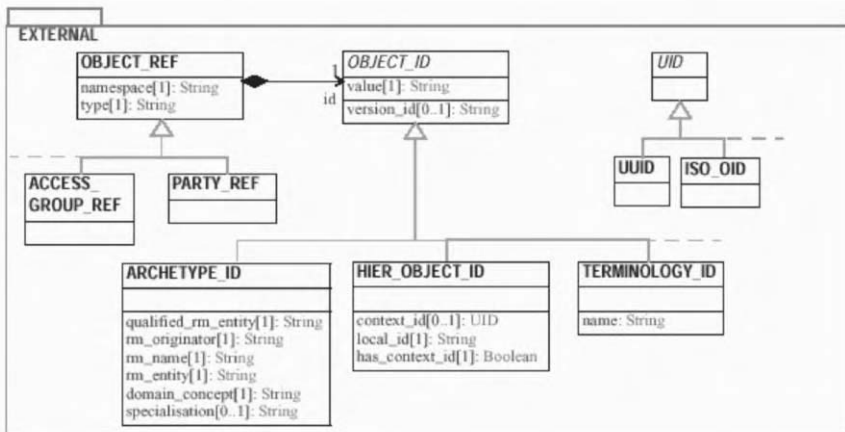 EXTERNAL
OBJECT_REF
namespace[1]: String
type[1]: String
1
id
OBJECT_ID
value[1]: String
version_id[0..1]: String
UID
ACCESS_
GROUP_REF
PARTY_REF
UUID
ISO_OID
ARCHETYPE_ID
qualified_rm_entity[1]: String
rm_originator[1]: String
rm_name[1]: String
rm_entity[1]: String
domain_concept[1]: String
specialisation[0..1]: String
HIER_OBJECT_ID
context_id[0..1]: UID
local_id[1]: String
has_context_id[1]: Boolean
TERMINOLOGY_ID
name: String